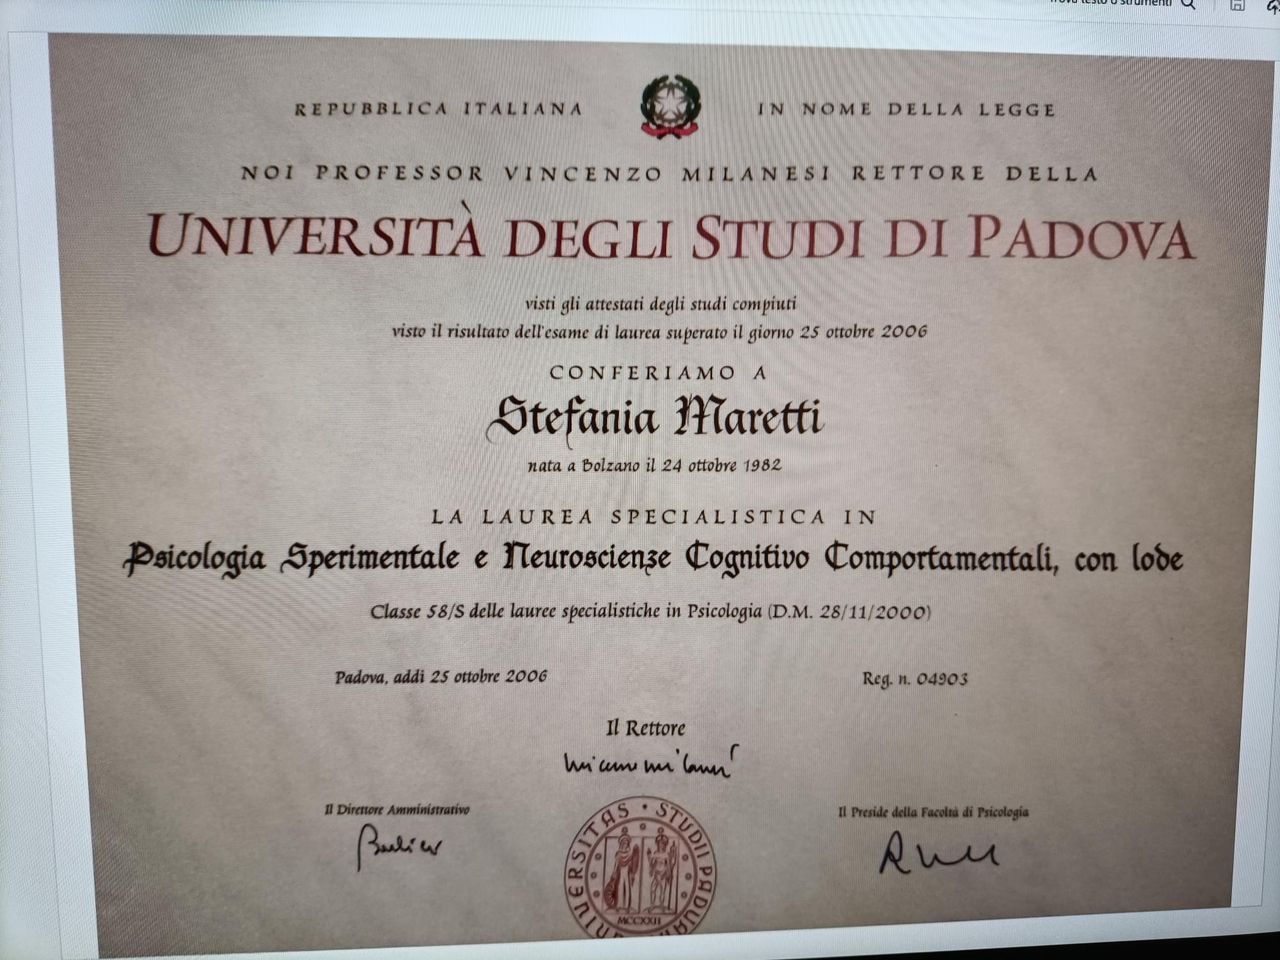 REPUBBLICA ITALIANA IN NOME DELLA LEGGE
NOI PROFESSOR VINCENZO MILANESI RETTORE DELLA
UNIVERSITÀ DEGLI STUDI DI PADOVA
visti gli attestati degli studi compiuti
visto il risultato dell'esame di laurea superato il giorno 25 ottobre 2006
CONFERIAMO A
Stefania Maretti
nata a Bolzano il 24 ottobre 1982
LA LAUREA SPECIALISTICA IN
Psicologia Sperimentale e Neuroscienze Cognitivo Comportamentali, con lode
Classe 58/S delle lauree specialistiche in Psicologia (D.M. 28/11/2000)
Padova, addì 25 ottobre 2006 Reg. n. 04903
Il Rettore
Il Direttore Amministrativo Il Preside della Facoltà di Psicologia
UNIVERSITAS STUDII PADUA
MCCXXII